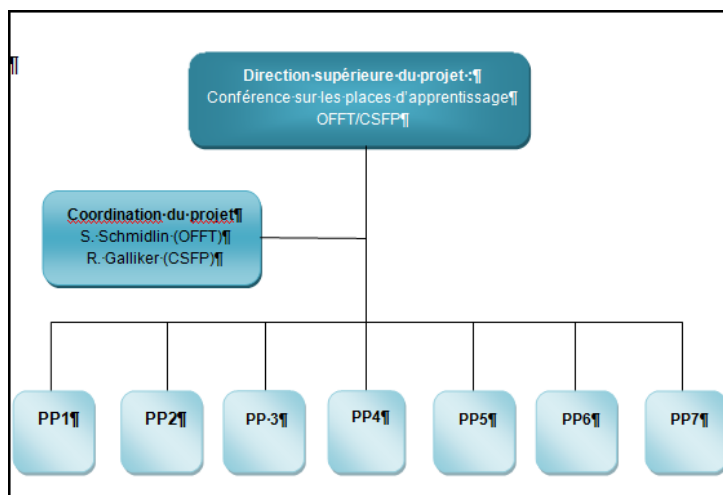 ¶
Direction·supérieure·du·projet·:¶
Conférence·sur·les·places·d'apprentissage¶
OFFT/CSFP¶
Coordination·du·projet¶
S.·Schmidlin·(OFFT)¶
R.·Galliker·(CSFP)¶
PP1¶
PP2¶
PP·3¶
PP4¶
PP5¶
PP6¶
PP7¶